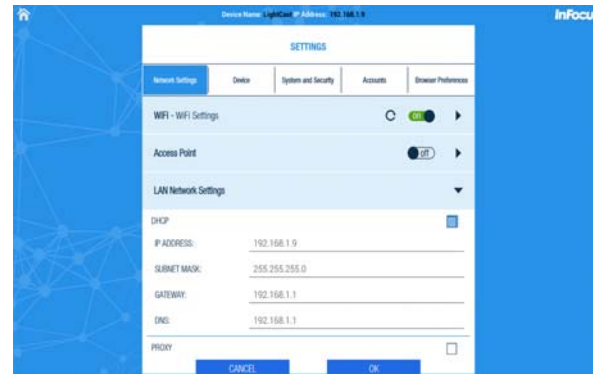 Device Name: LightCast IP Address: 192.168.1.9
InFocu
SETTINGS
Network Settings Device System and Security Accounts Browser Preferences
WIFI - WiFi Settings on
Access Point off
LAN Network Settings
DHCP
IP ADDRESS: 192.168.1.9
SUBNET MASK: 255.255.255.0
GATEWAY: 192.168.1.1
DNS: 192.168.1.1
PROXY
CANCEL OK